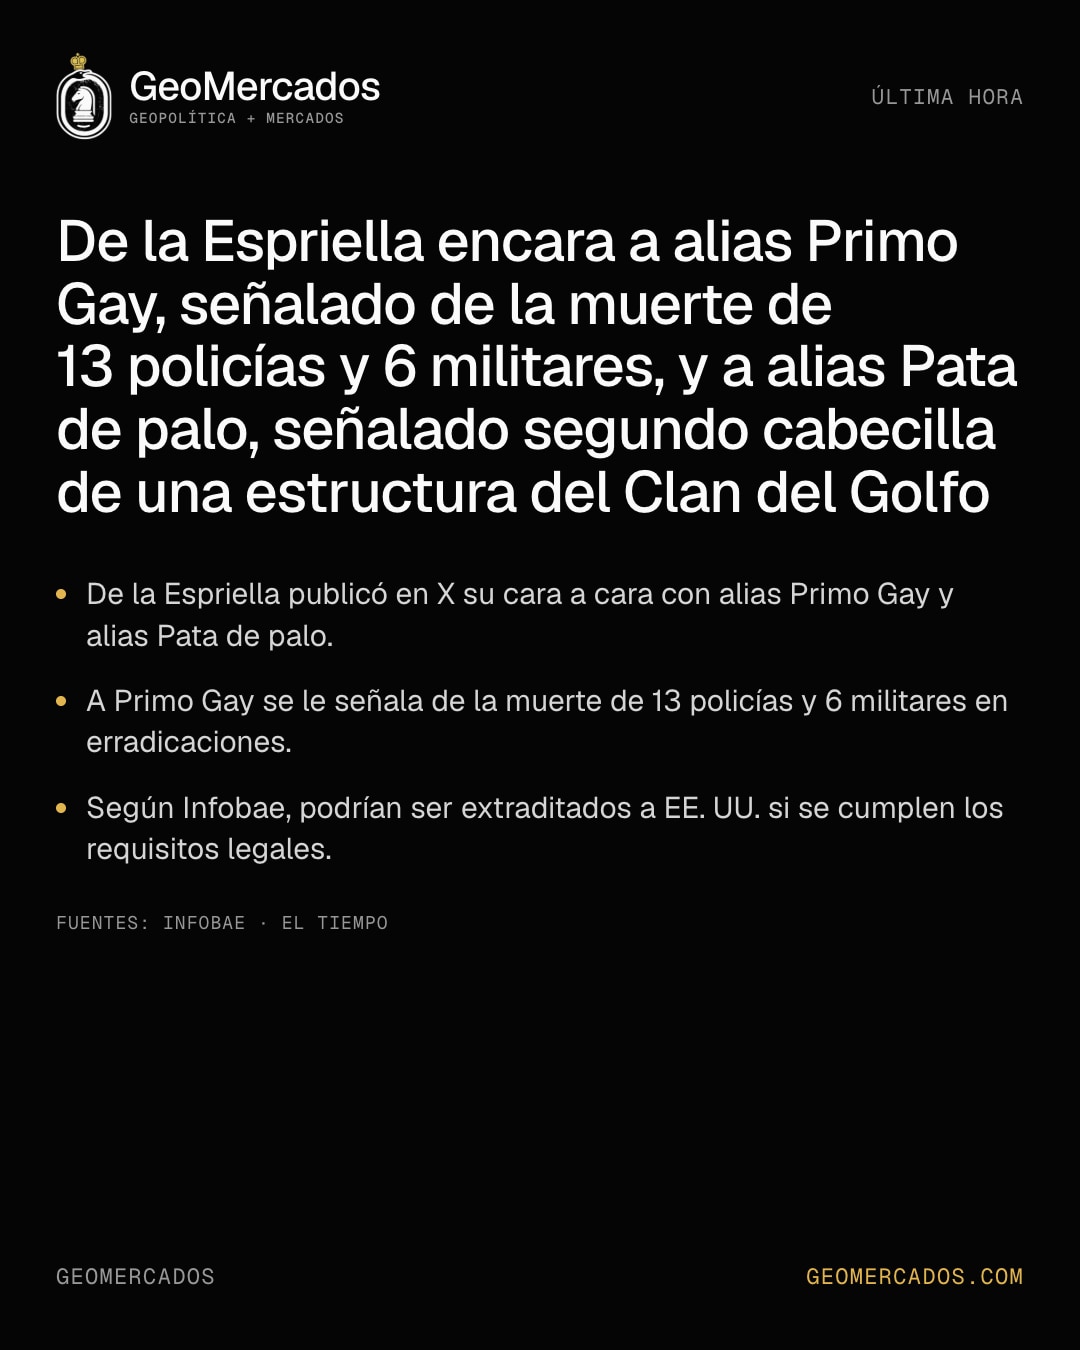 GeoMercados
GEOPOLÍTICA + MERCADOS
ÚLTIMA HORA
De la Espriella encara a alias Primo
Gay, señalado de la muerte de
13 policías y 6 militares, y a alias Pata
de palo, señalado segundo cabecilla
de una estructura del Clan del Golfo
• De la Espriella publicó en X su cara a cara con alias Primo Gay y
alias Pata de palo.
• A Primo Gay se le señala de la muerte de 13 policías y 6 militares en
erradicaciones.
• Según Infobae, podrían ser extraditados a EE. UU. si se cumplen los
requisitos legales.
FUENTES: INFOBAE · EL TIEMPO
GEOMERCADOS
GEOMERCADOS.COM